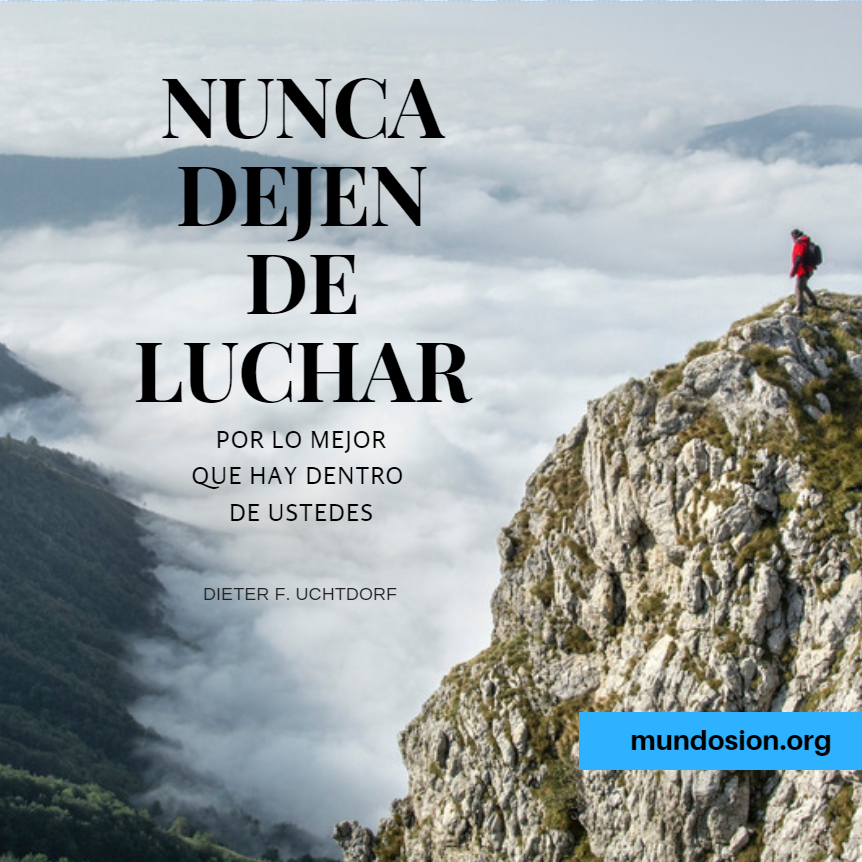 NUNCA
DEJEN
DE
LUCHAR
POR LO MEJOR
QUE HAY DENTRO
DE USTEDES
DIETER F. UCHTDORF
mundosion.org